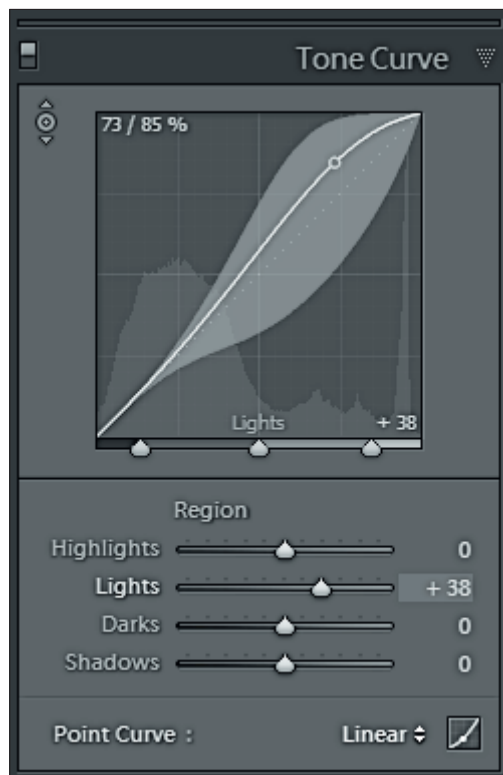 Tone Curve
73 / 85 %
Lights + 38
Region
Highlights 0
Lights + 38
Darks 0
Shadows 0
Point Curve : Linear